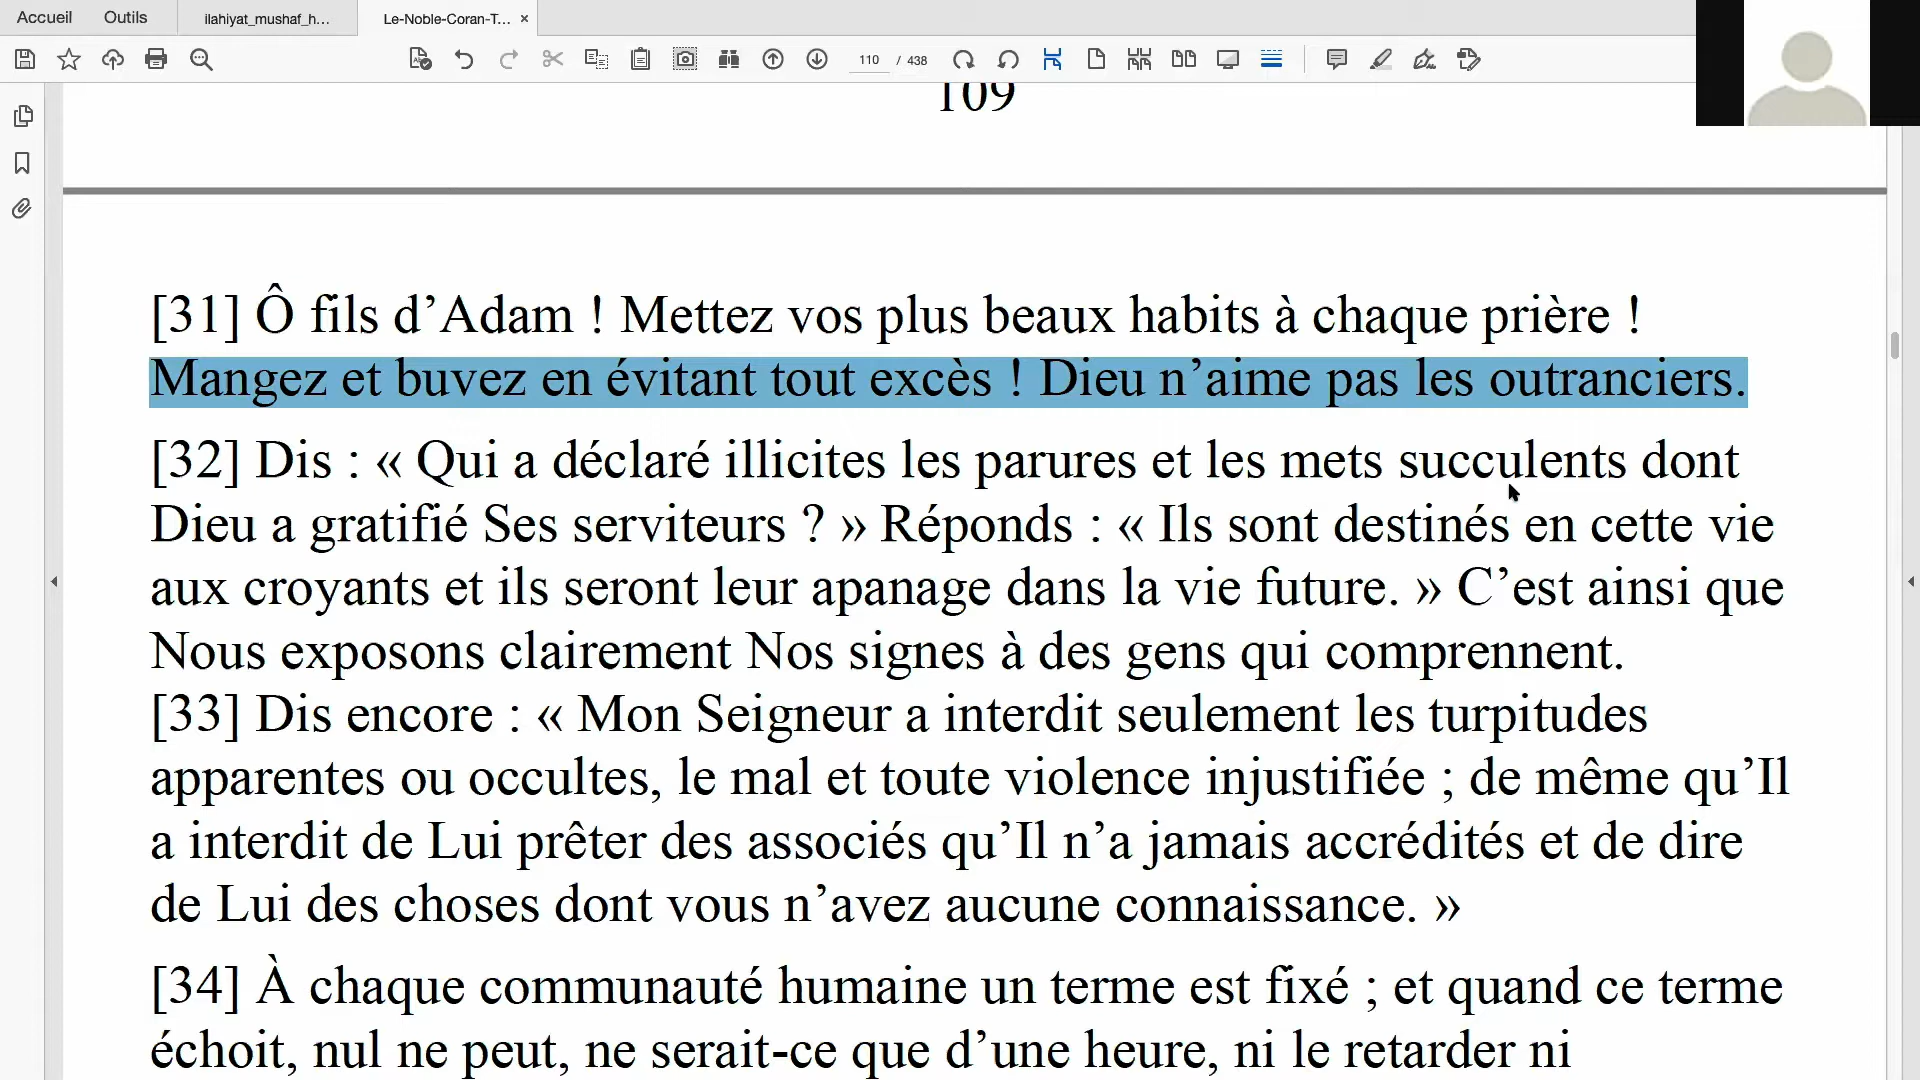 Accueil Outils ilahiyat_mushaf_h... Le-Noble-Coran-T... ×
110 / 438
109
[31] Ô fils d’Adam ! Mettez vos plus beaux habits à chaque prière !
Mangez et buvez en évitant tout excès ! Dieu n’aime pas les outranciers.
[32] Dis : « Qui a déclaré illicites les parures et les mets succulents dont
Dieu a gratifié Ses serviteurs ? » Réponds : « Ils sont destinés en cette vie
aux croyants et ils seront leur apanage dans la vie future. » C’est ainsi que
Nous exposons clairement Nos signes à des gens qui comprennent.
[33] Dis encore : « Mon Seigneur a interdit seulement les turpitudes
apparentes ou occultes, le mal et toute violence injustifiée ; de même qu’Il
a interdit de Lui prêter des associés qu’Il n’a jamais accrédités et de dire
de Lui des choses dont vous n’avez aucune connaissance. »
[34] À chaque communauté humaine un terme est fixé ; et quand ce terme
échoit, nul ne peut, ne serait-ce que d’une heure, ni le retarder ni